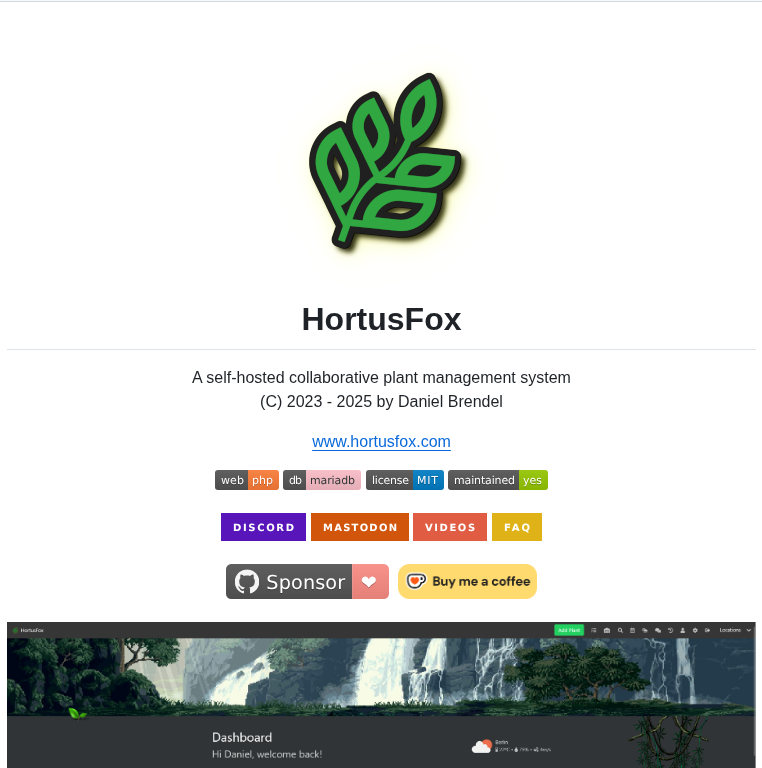 HortusFox
A self-hosted collaborative plant management system
(C) 2023 - 2025 by Daniel Brendel
www.hortusfox.com
web php db mariadb license MIT maintained yes
DISCORD MASTODON VIDEOS FAQ
Sponsor Buy me a coffee
HortusFox Add Plant Locations
Dashboard
Berlin
Hi Daniel, welcome back!